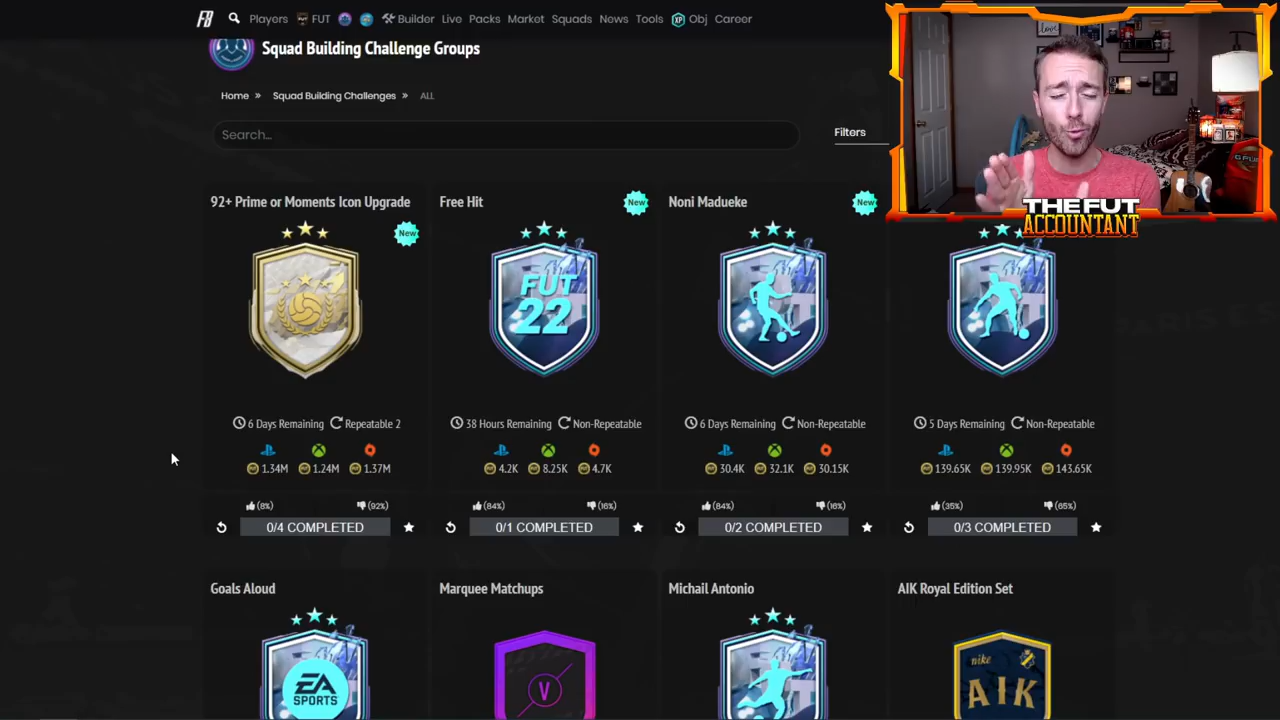 FB Players FUT Builder Live Packs Market Squads News Tools XP Obj Career
Squad Building Challenge Groups
Home » Squad Building Challenges » ALL
Search...
Filters
THE FUT
ACCOUNTANT
92+ Prime or Moments Icon Upgrade
New
6 Days Remaining Repeatable 2
1.34M 1.24M 1.37M
(8%) (92%)
0/4 COMPLETED
Free Hit
New
FUT
22
38 Hours Remaining Non-Repeatable
4.2K 8.25K 4.7K
(84%) (16%)
0/1 COMPLETED
Noni Madueke
New
6 Days Remaining Non-Repeatable
30.4K 32.1K 30.15K
(84%) (16%)
0/2 COMPLETED
5 Days Remaining Non-Repeatable
139.65K 139.95K 143.65K
(35%) (65%)
0/3 COMPLETED
Goals Aloud
EA
SPORTS
Marquee Matchups
V
Michail Antonio
AIK Royal Edition Set
nike
AIK